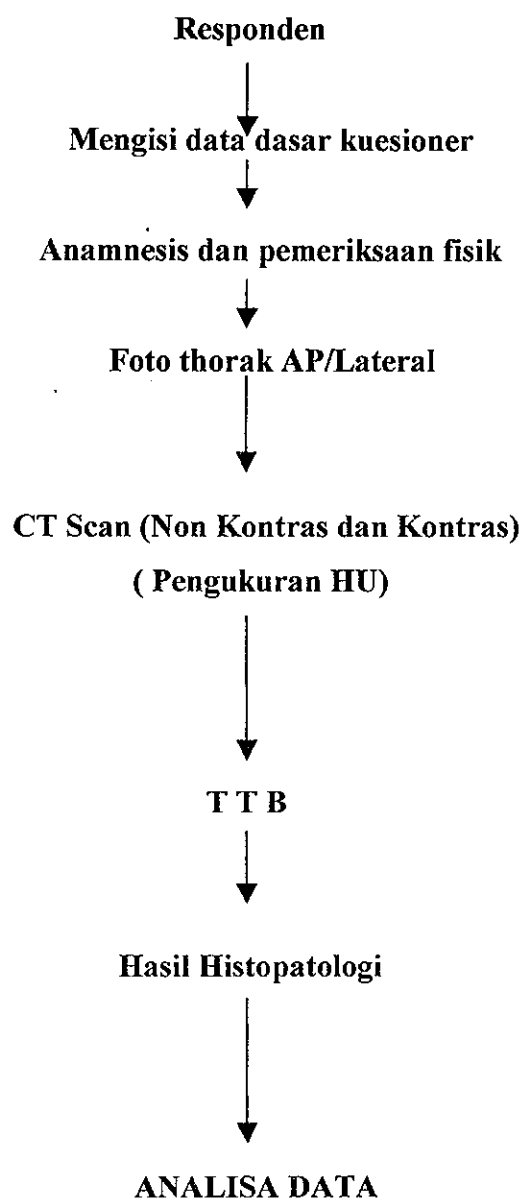 Responden
Mengisi data dasar kuesioner
Anamnesis dan pemeriksaan fisik
Foto thorak AP/Lateral
CT Scan (Non Kontras dan Kontras)
( Pengukuran HU)
T T B
Hasil Histopatologi
ANALISA DATA